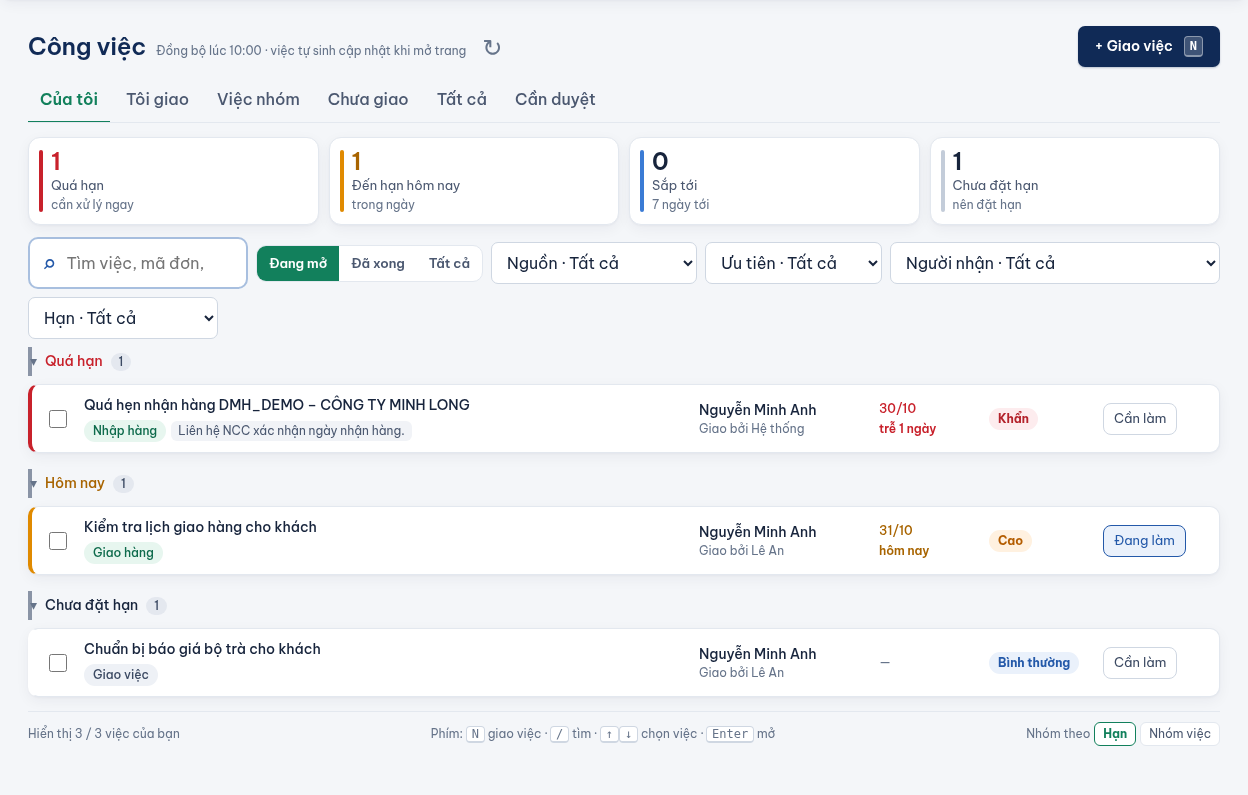 Công việc Đồng bộ lúc 10:00 · việc tự sinh cập nhật khi mở trang ↻ + Giao việc N
Của tôi Tôi giao Việc nhóm Chưa giao Tất cả Cần duyệt
1 1 0 1
Quá hạn Đến hạn hôm nay Sắp tới Chưa đặt hạn
cần xử lý ngay trong ngày 7 ngày tới nên đặt hạn
Tìm việc, mã đơn, Đang mở Đã xong Tất cả Nguồn · Tất cả Ưu tiên · Tất cả Người nhận · Tất cả
Hạn · Tất cả
▾ Quá hạn 1
Quá hẹn nhận hàng DMH_DEMO – CÔNG TY MINH LONG Nguyễn Minh Anh 30/10 Khẩn Cần làm
Nhập hàng Liên hệ NCC xác nhận ngày nhận hàng. Giao bởi Hệ thống trễ 1 ngày
▾ Hôm nay 1
Kiểm tra lịch giao hàng cho khách Nguyễn Minh Anh 31/10 Cao Đang làm
Giao hàng Giao bởi Lê An hôm nay
▾ Chưa đặt hạn 1
Chuẩn bị báo giá bộ trà cho khách Nguyễn Minh Anh — Bình thường Cần làm
Giao việc Giao bởi Lê An
Hiển thị 3 / 3 việc của bạn Phím: N giao việc · / tìm · ↑ ↓ chọn việc · Enter mở Nhóm theo Hạn Nhóm việc